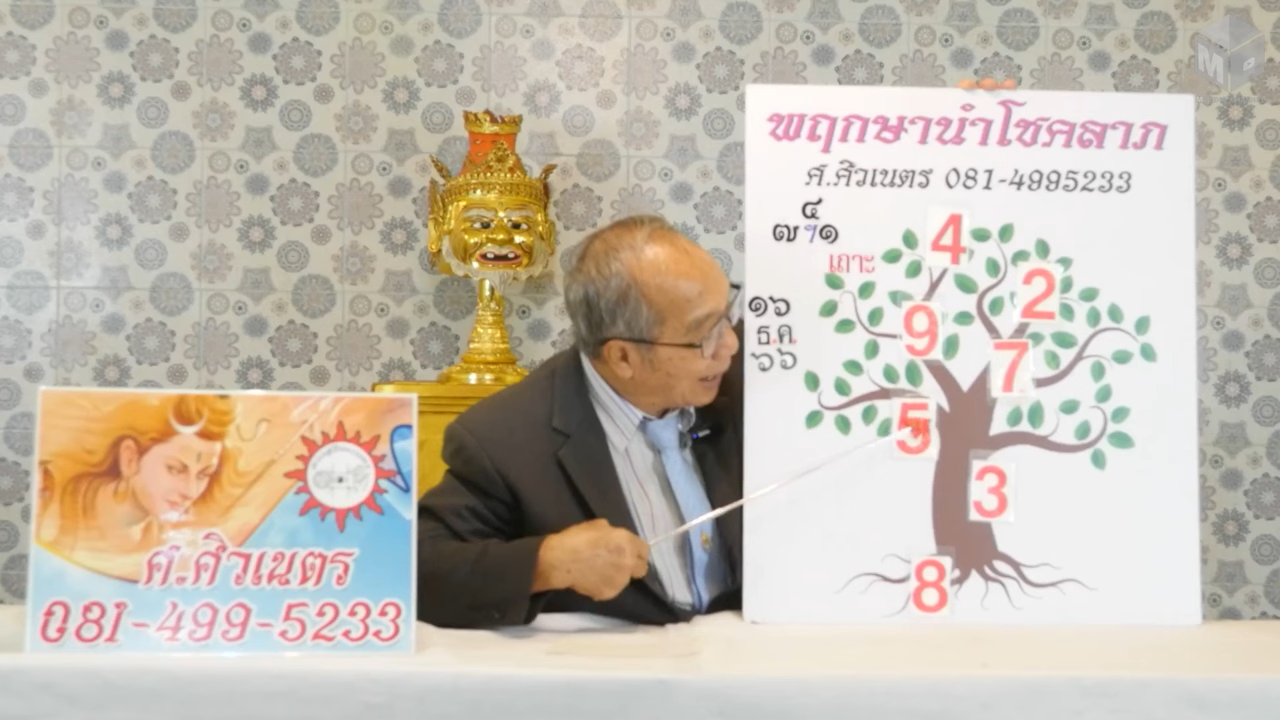 พฤกษานำโชคลาภ
ศ.ศิวเนตร 081-4995233
๔
๗ ฯ ๑
เถาะ
๑๖
ธ.ค.
๖๖
4
2
9
7
5
3
8
ศ.ศิวเนตร
081-499-5233
M